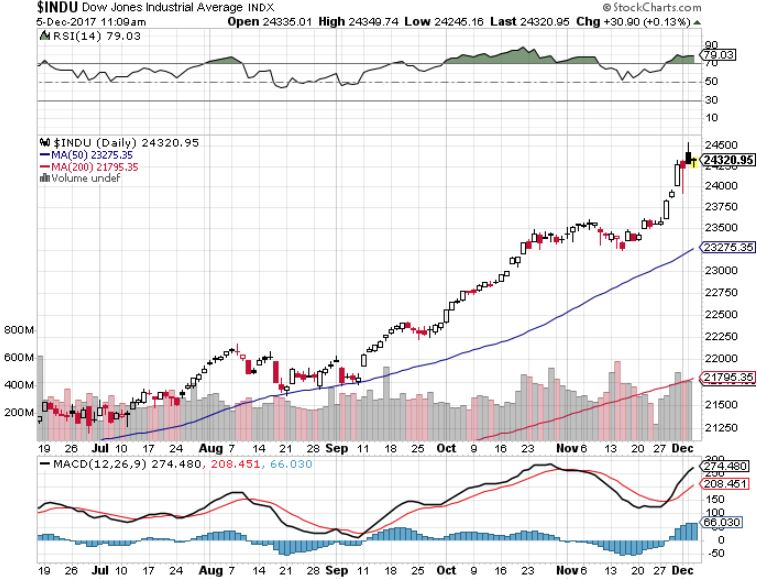 $INDU Dow Jones Industrial Average INDX
© StockCharts.com
5-Dec-2017 11:09am
Open 24335.01 High 24349.74 Low 24245.16 Last 24320.95 Chg +30.90 (+0.13%)
RSI(14) 79.03
90
79.03
70
50
30
10
$INDU (Daily) 24320.95
MA(50) 23275.35
MA(200) 21795.35
Volume undef
24500
24320.95
24000
23750
23500
23275.35
23000
22750
22500
22250
22000
21795.35
21500
21250
800M
600M
400M
200M
19 26 Jul 10 17 24 Aug 7 14 21 28 Sep 11 18 25 Oct 9 16 23 Nov 6 13 20 27 Dec
MACD(12,26,9) 274.480, 208.451, 66.030
274.480
208.451
150
100
66.030
0
-50
19 26 Jul 10 17 24 Aug 7 14 21 28 Sep 11 18 25 Oct 9 16 23 Nov 6 13 20 27 Dec